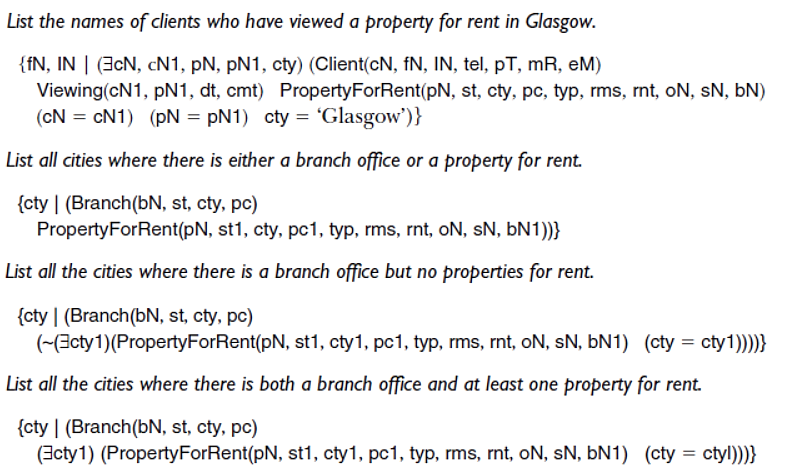 List the names of clients who have viewed a property for rent in Glasgow.
{fN, IN | (∃cN, cN1, pN, pN1, cty) (Client(cN, fN, IN, tel, pT, mR, eM)
Viewing(cN1, pN1, dt, cmt) PropertyForRent(pN, st, cty, pc, typ, rms, rnt, oN, sN, bN)
(cN = cN1) (pN = pN1) cty = ‘Glasgow’)}
List all cities where there is either a branch office or a property for rent.
{cty | (Branch(bN, st, cty, pc)
PropertyForRent(pN, st1, cty, pc1, typ, rms, rnt, oN, sN, bN1))}
List all the cities where there is a branch office but no properties for rent.
{cty | (Branch(bN, st, cty, pc)
(~(∃cty1)(PropertyForRent(pN, st1, cty1, pc1, typ, rms, rnt, oN, sN, bN1) (cty = cty1))))}
List all the cities where there is both a branch office and at least one property for rent.
{cty | (Branch(bN, st, cty, pc)
(∃cty1) (PropertyForRent(pN, st1, cty1, pc1, typ, rms, rnt, oN, sN, bN1) (cty = ctyl)))}